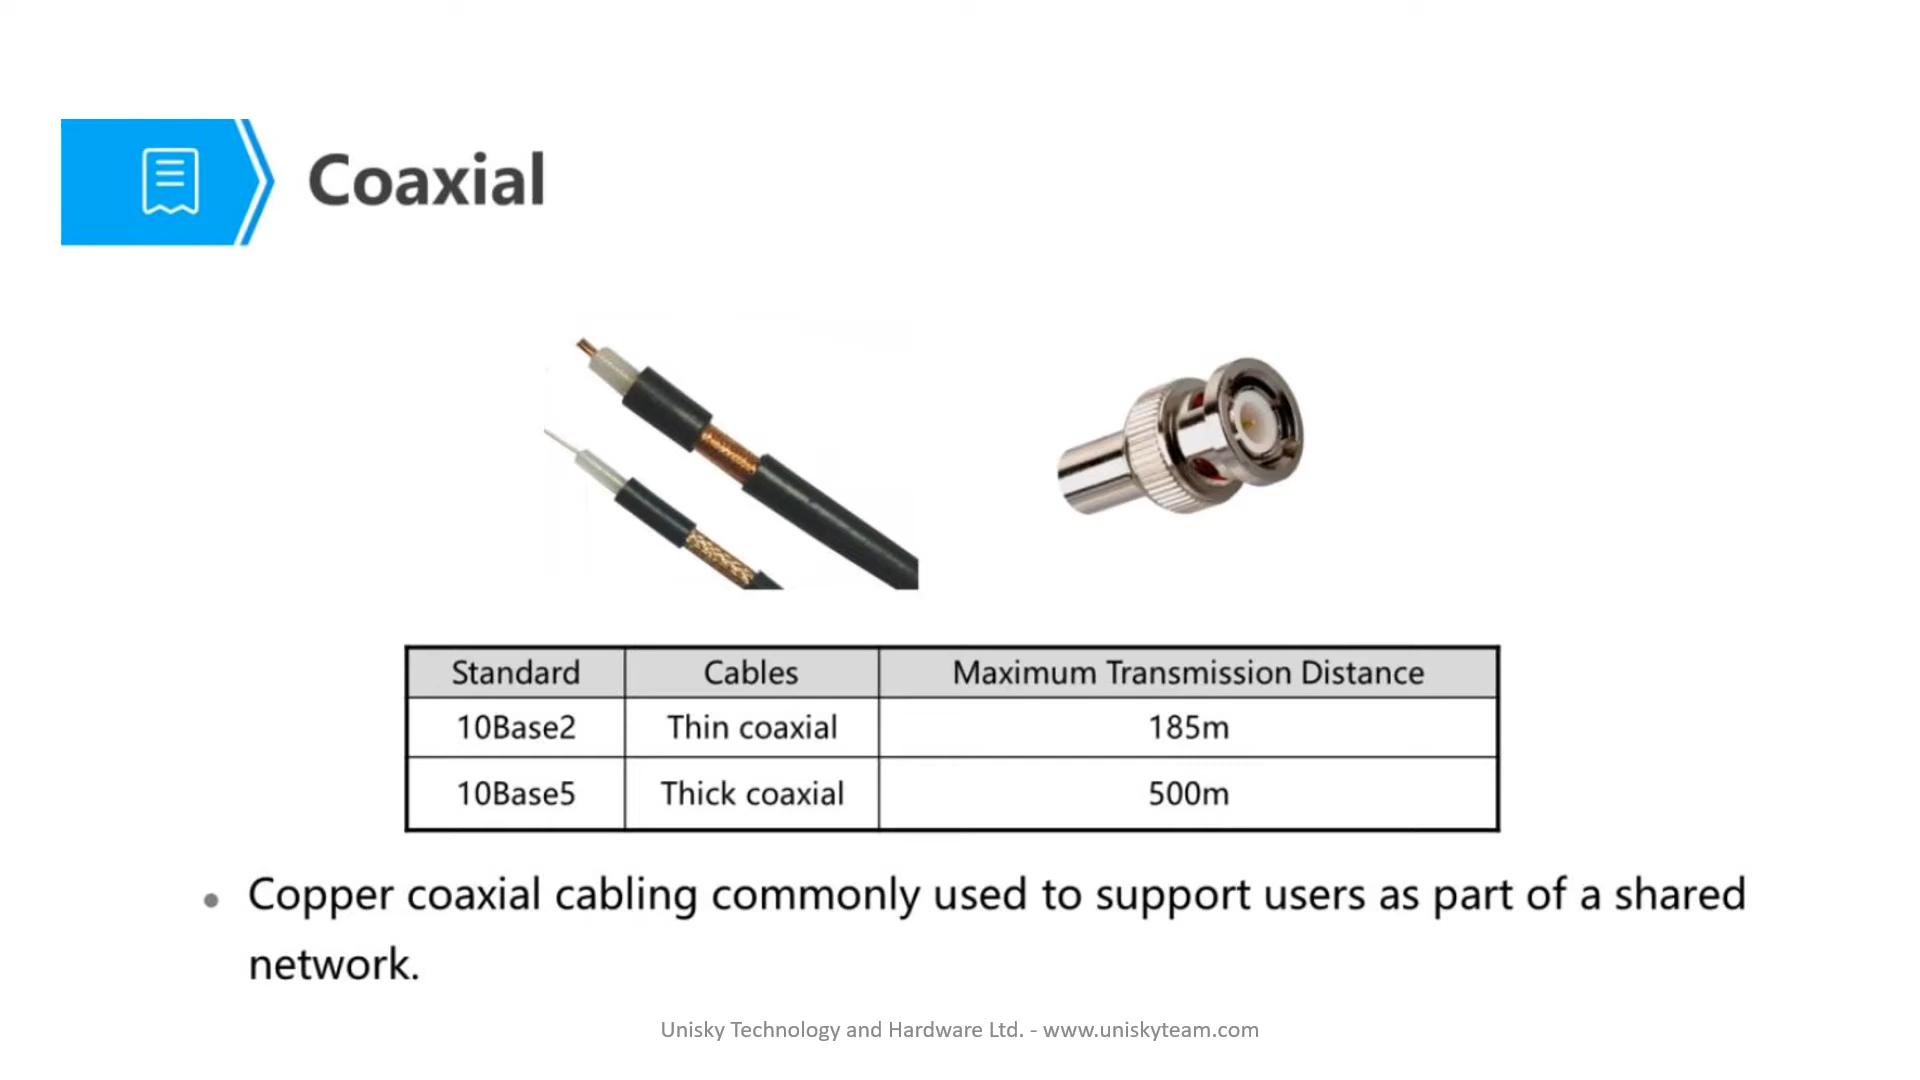 Coaxial
Standard Cables Maximum Transmission Distance
10Base2 Thin coaxial 185m
10Base5 Thick coaxial 500m
• Copper coaxial cabling commonly used to support users as part of a shared
network.
Unisky Technology and Hardware Ltd. - www.uniskyteam.com